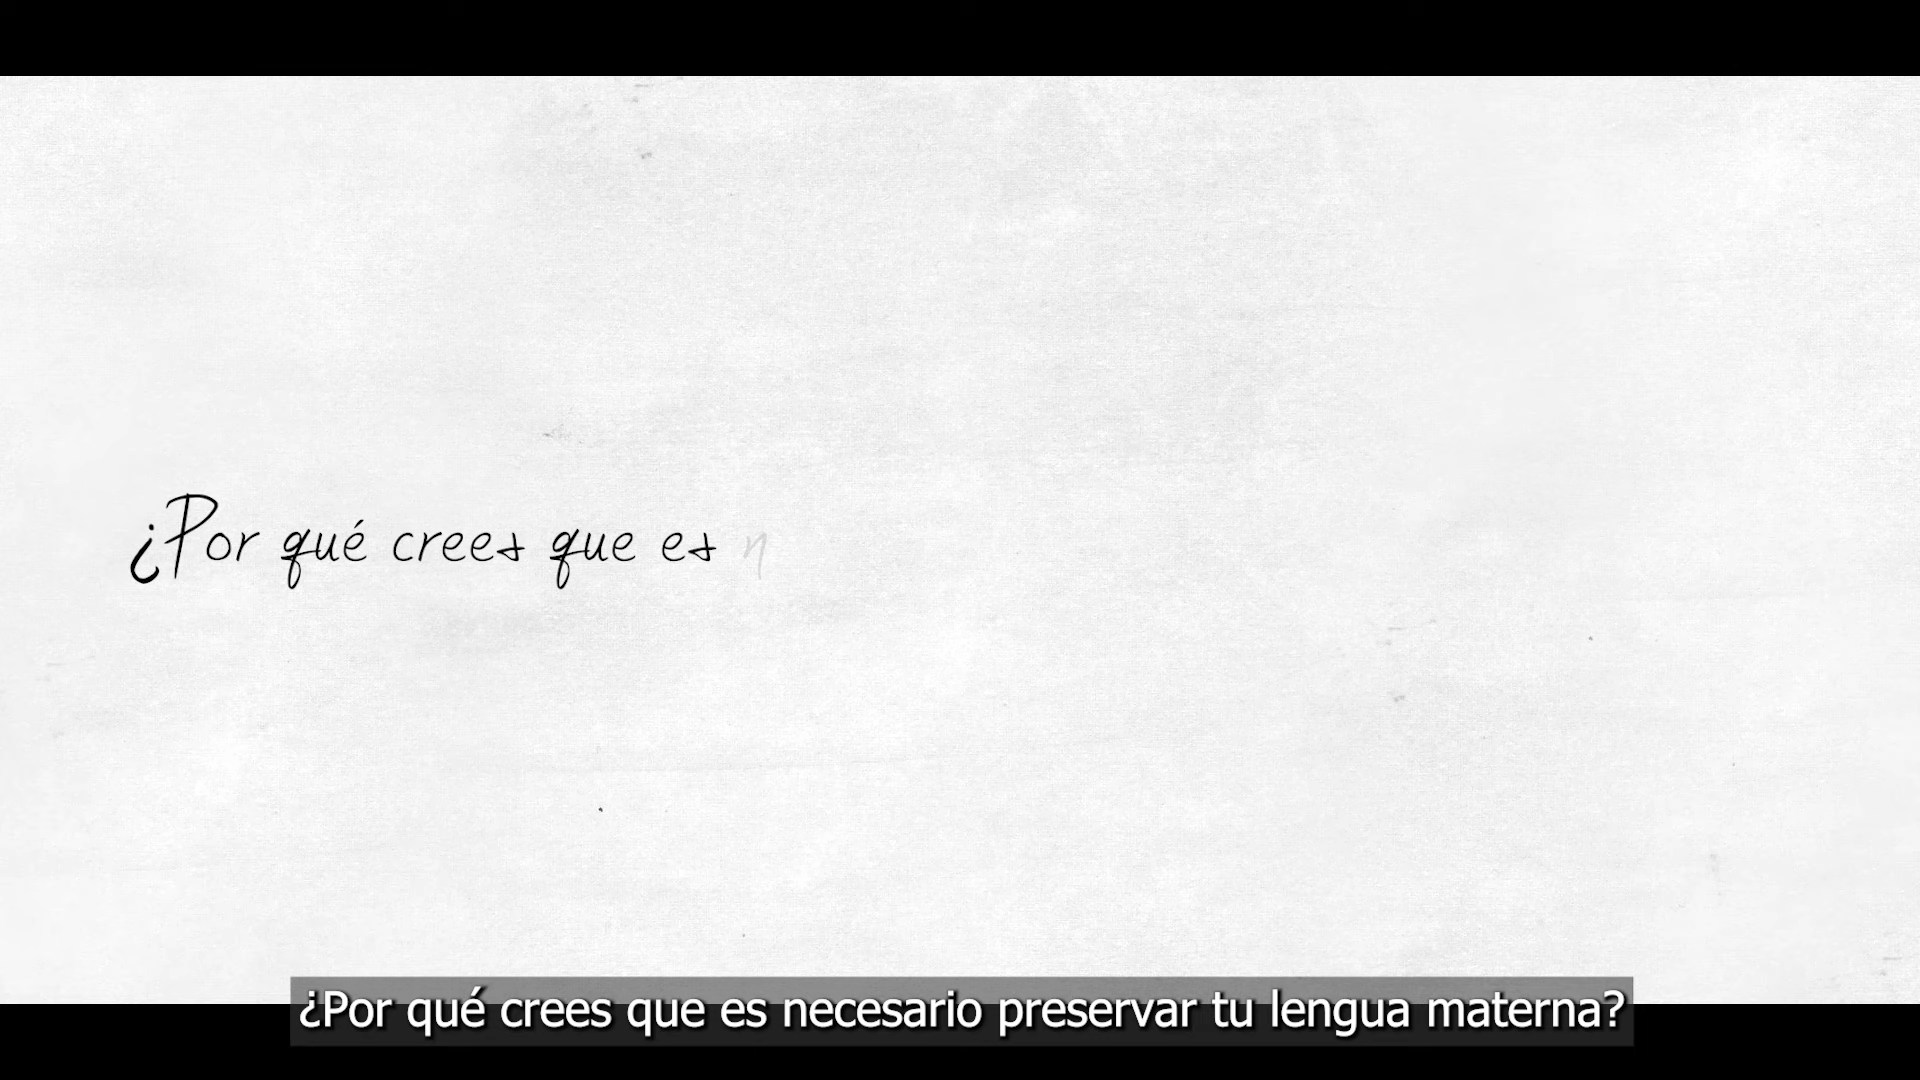 ¿Por qué crees que es n
¿Por qué crees que es necesario preservar tu lengua materna?